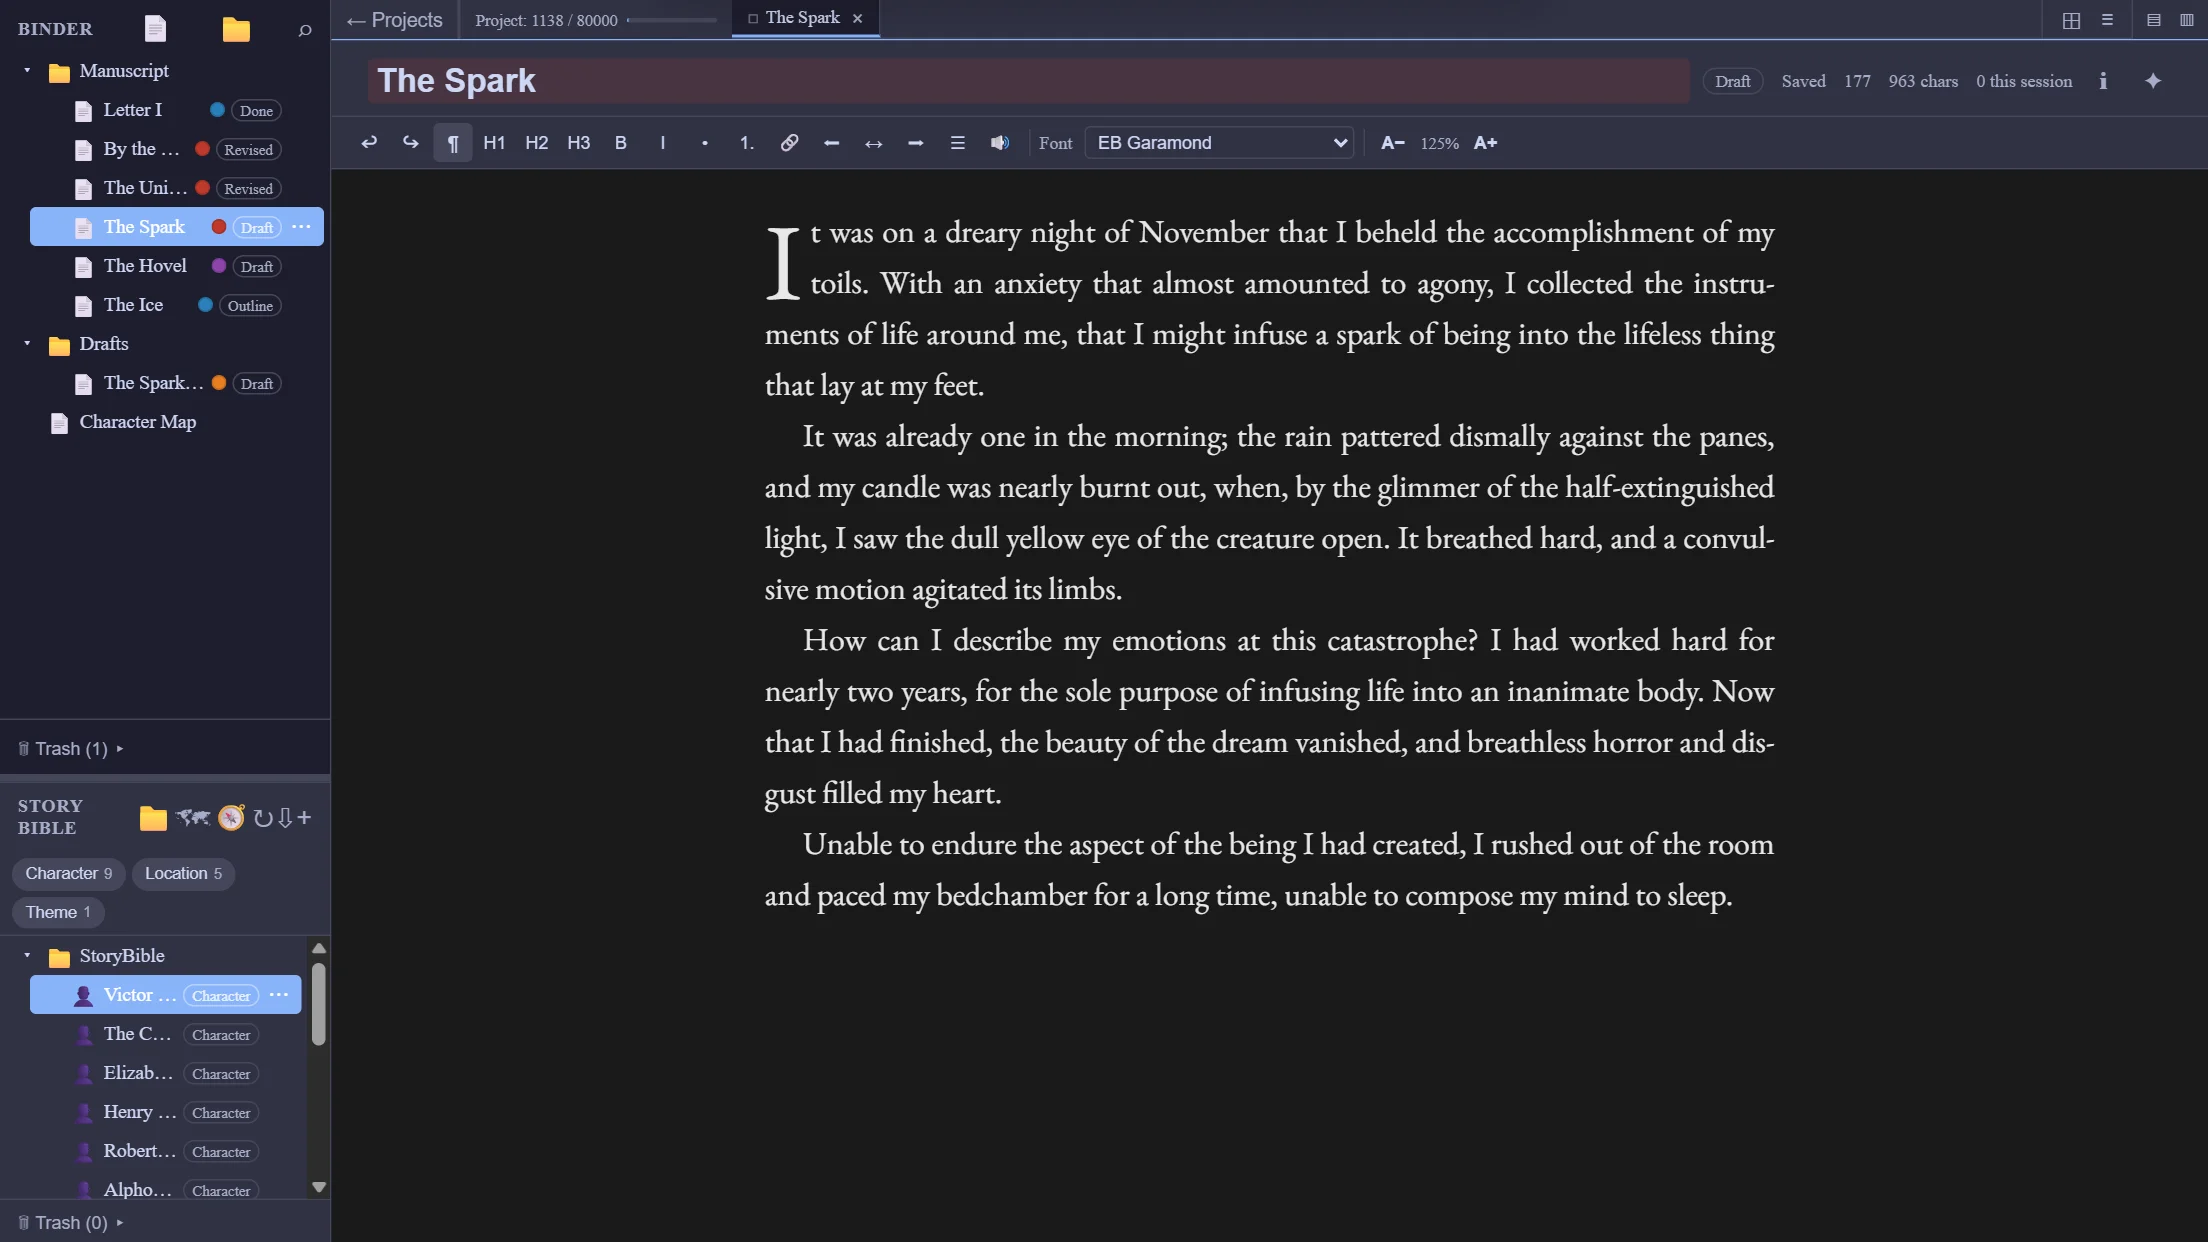 BINDER
Manuscript
Letter I Done
By the ... Revised
The Uni... Revised
The Spark Draft ...
The Hovel Draft
The Ice Outline
Drafts
The Spark... Draft
Character Map
Trash (1)
STORY
BIBLE
Character 9 Location 5
Theme 1
StoryBible
Victor ... Character ...
The C... Character
Elizab... Character
Henry ... Character
Robert... Character
Alpho... Character
Trash (0)
← Projects Project: 1138 / 80000 The Spark ×
The Spark Draft Saved 177 963 chars 0 this session
¶ H1 H2 H3 B I • 1. Font EB Garamond A− 125% A+
It was on a dreary night of November that I beheld the accomplishment of my
toils. With an anxiety that almost amounted to agony, I collected the instru-
ments of life around me, that I might infuse a spark of being into the lifeless thing
that lay at my feet.
It was already one in the morning; the rain pattered dismally against the panes,
and my candle was nearly burnt out, when, by the glimmer of the half-extinguished
light, I saw the dull yellow eye of the creature open. It breathed hard, and a convul-
sive motion agitated its limbs.
How can I describe my emotions at this catastrophe? I had worked hard for
nearly two years, for the sole purpose of infusing life into an inanimate body. Now
that I had finished, the beauty of the dream vanished, and breathless horror and dis-
gust filled my heart.
Unable to endure the aspect of the being I had created, I rushed out of the room
and paced my bedchamber for a long time, unable to compose my mind to sleep.